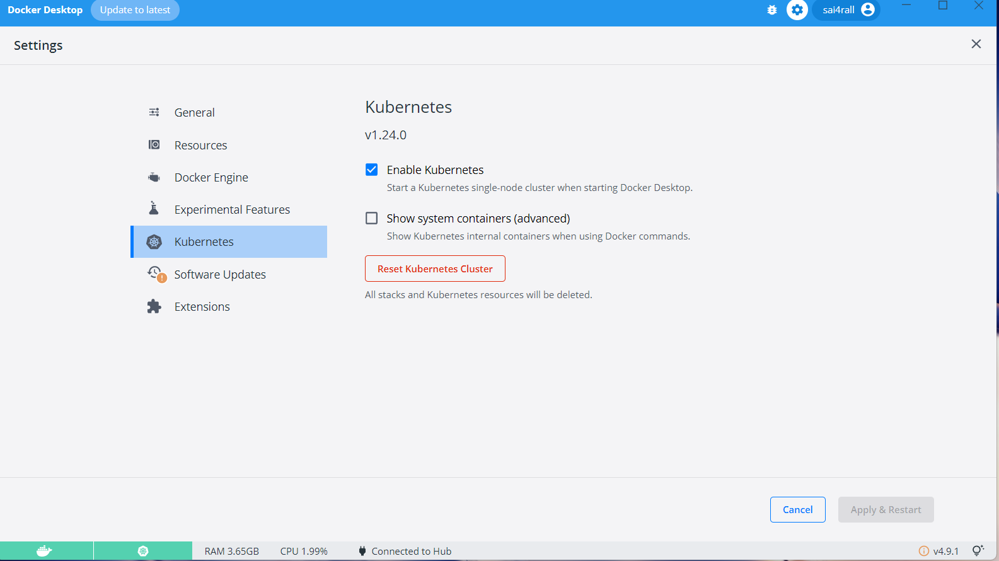 Docker Desktop Update to latest sai4rall
Settings
General
Resources
Docker Engine
Experimental Features
Kubernetes
Software Updates
Extensions
Kubernetes
v1.24.0
Enable Kubernetes
Start a Kubernetes single-node cluster when starting Docker Desktop.
Show system containers (advanced)
Show Kubernetes internal containers when using Docker commands.
Reset Kubernetes Cluster
All stacks and Kubernetes resources will be deleted.
Cancel Apply & Restart
RAM 3.65GB CPU 1.99% Connected to Hub v4.9.1